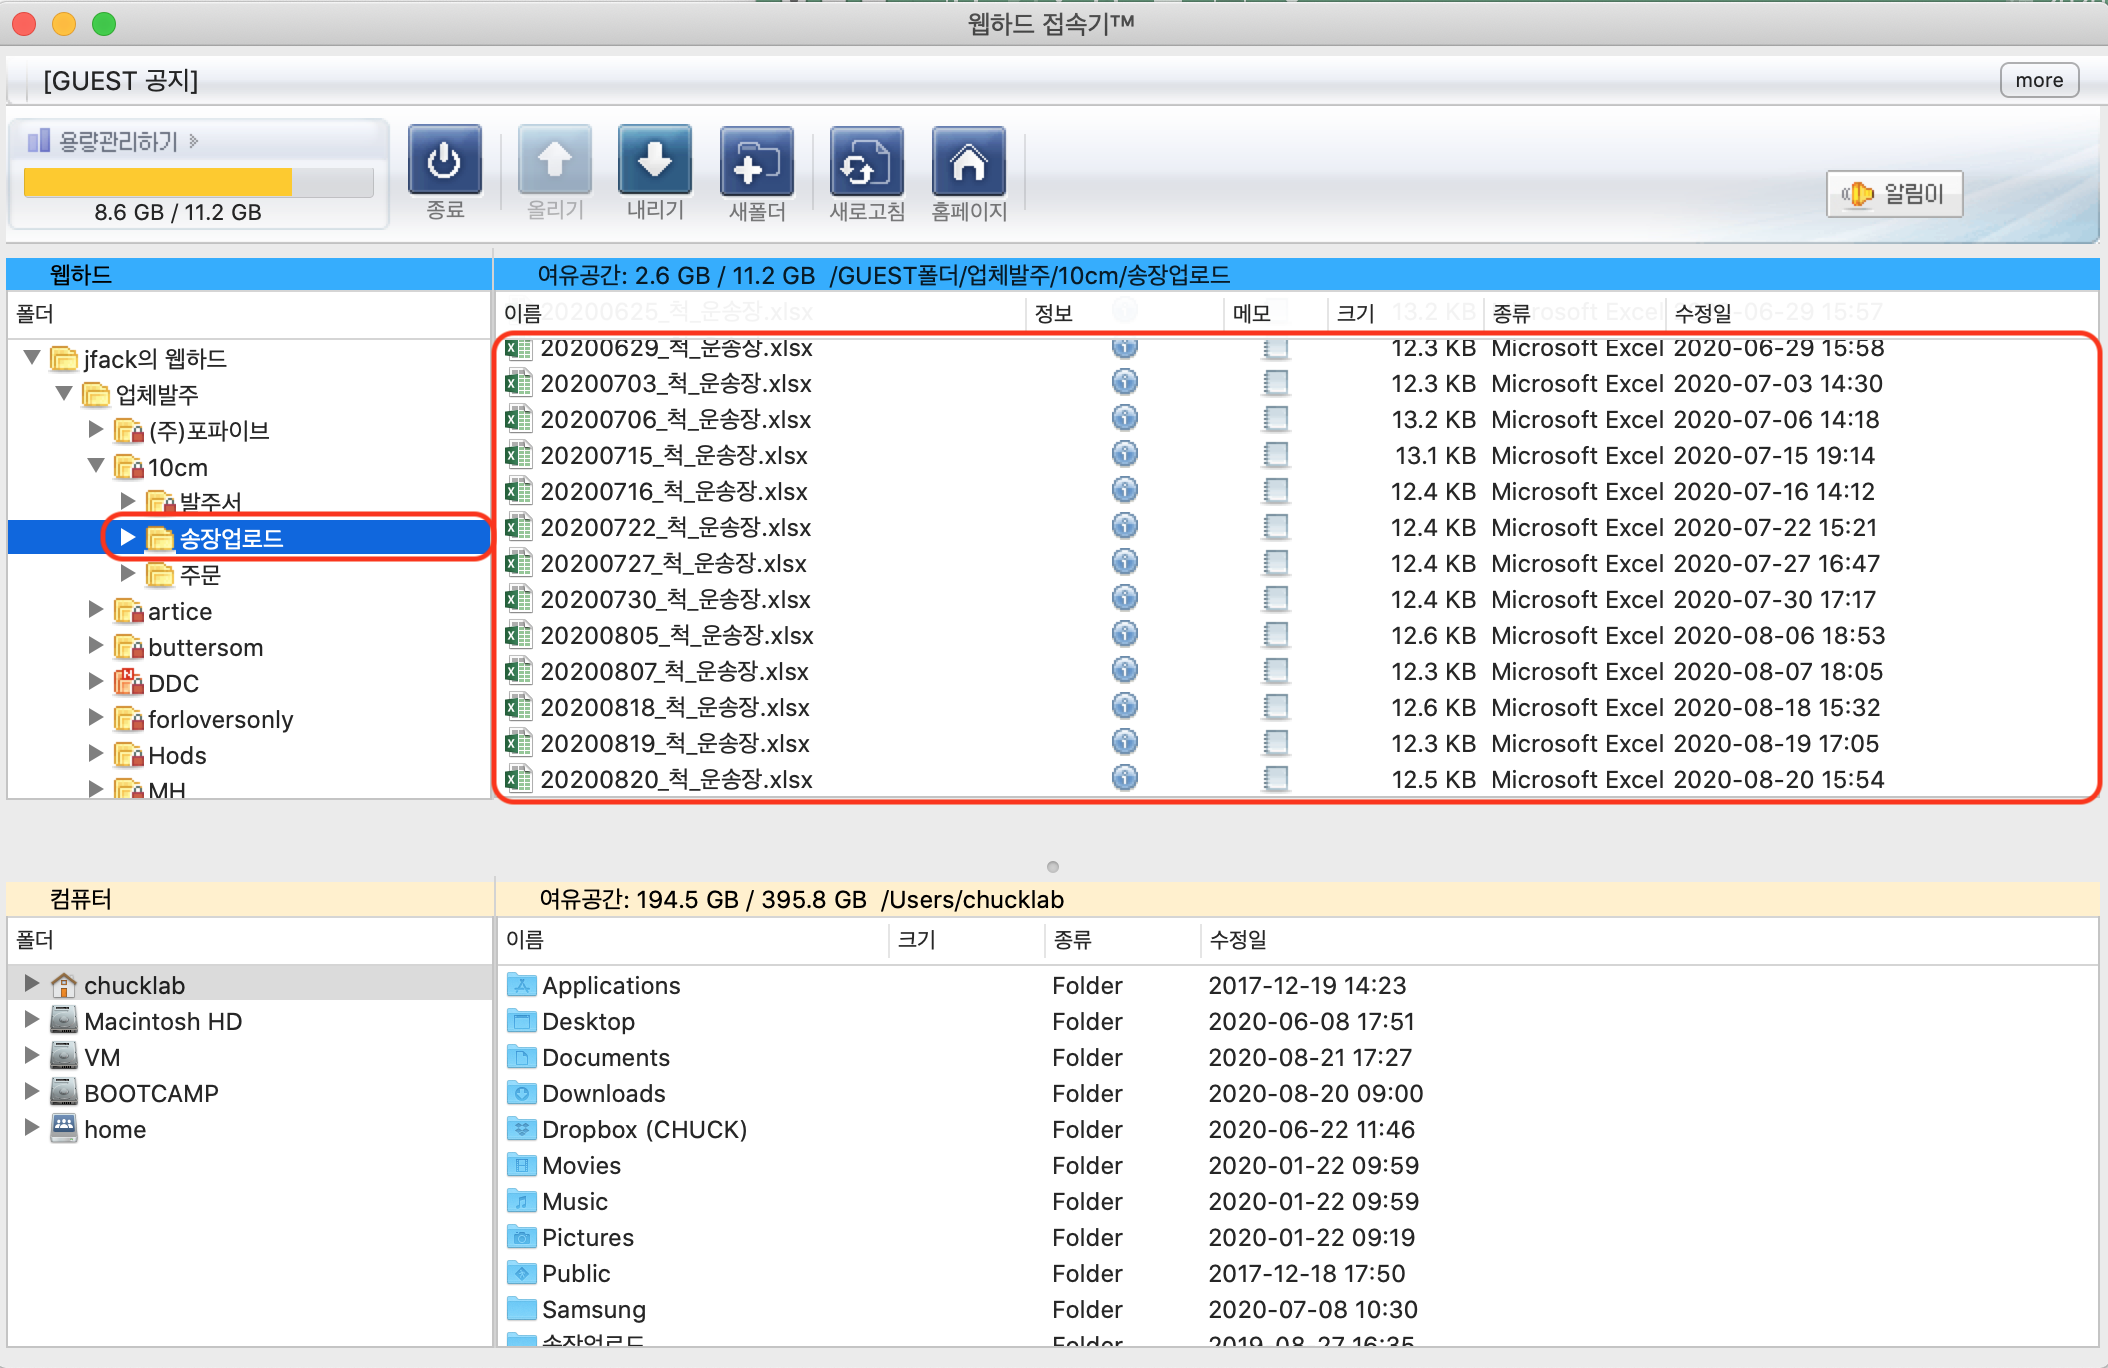 웹하드 접속기™
[GUEST 공지] more
용량관리하기
8.6 GB / 11.2 GB
종료 올리기 내리기 새폴더 새로고침 홈페이지 알림이
웹하드 여유공간: 2.6 GB / 11.2 GB /GUEST폴더/업체발주/10cm/송장업로드
폴더
jfack의 웹하드
업체발주
(주)포파이브
10cm
발주서
송장업로드
주문
artice
buttersom
DDC
forloversonly
Hods
MH
이름 정보 메모 크기 종류 수정일
20200625_척_운송장.xlsx 13.2 KB Microsoft Excel 2020-06-29 15:57
20200629_척_운송장.xlsx 12.3 KB Microsoft Excel 2020-06-29 15:58
20200703_척_운송장.xlsx 12.3 KB Microsoft Excel 2020-07-03 14:30
20200706_척_운송장.xlsx 13.2 KB Microsoft Excel 2020-07-06 14:18
20200715_척_운송장.xlsx 13.1 KB Microsoft Excel 2020-07-15 19:14
20200716_척_운송장.xlsx 12.4 KB Microsoft Excel 2020-07-16 14:12
20200722_척_운송장.xlsx 12.4 KB Microsoft Excel 2020-07-22 15:21
20200727_척_운송장.xlsx 12.4 KB Microsoft Excel 2020-07-27 16:47
20200730_척_운송장.xlsx 12.4 KB Microsoft Excel 2020-07-30 17:17
20200805_척_운송장.xlsx 12.6 KB Microsoft Excel 2020-08-06 18:53
20200807_척_운송장.xlsx 12.3 KB Microsoft Excel 2020-08-07 18:05
20200818_척_운송장.xlsx 12.6 KB Microsoft Excel 2020-08-18 15:32
20200819_척_운송장.xlsx 12.3 KB Microsoft Excel 2020-08-19 17:05
20200820_척_운송장.xlsx 12.5 KB Microsoft Excel 2020-08-20 15:54
컴퓨터 여유공간: 194.5 GB / 395.8 GB /Users/chucklab
폴더
chucklab
Macintosh HD
VM
BOOTCAMP
home
이름 크기 종류 수정일
Applications Folder 2017-12-19 14:23
Desktop Folder 2020-06-08 17:51
Documents Folder 2020-08-21 17:27
Downloads Folder 2020-08-20 09:00
Dropbox (CHUCK) Folder 2020-06-22 11:46
Movies Folder 2020-01-22 09:59
Music Folder 2020-01-22 09:59
Pictures Folder 2020-01-22 09:19
Public Folder 2017-12-18 17:50
Samsung Folder 2020-07-08 10:30
송장업로드 Folder 2019-08-27 16:35